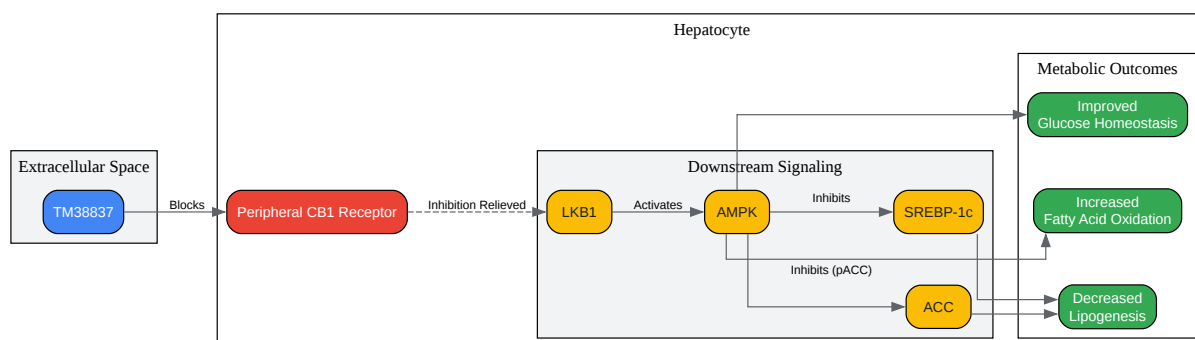 Hepatocyte
Metabolic Outcomes
Improved
Glucose Homeostasis
Extracellular Space
Downstream Signaling
TM38837
Blocks
Peripheral CB1 Receptor
Inhibition Relieved
LKB1
Activates
AMPK
Inhibits
SREBP-1c
Increased
Fatty Acid Oxidation
Inhibits (pACC)
ACC
Decreased
Lipogenesis